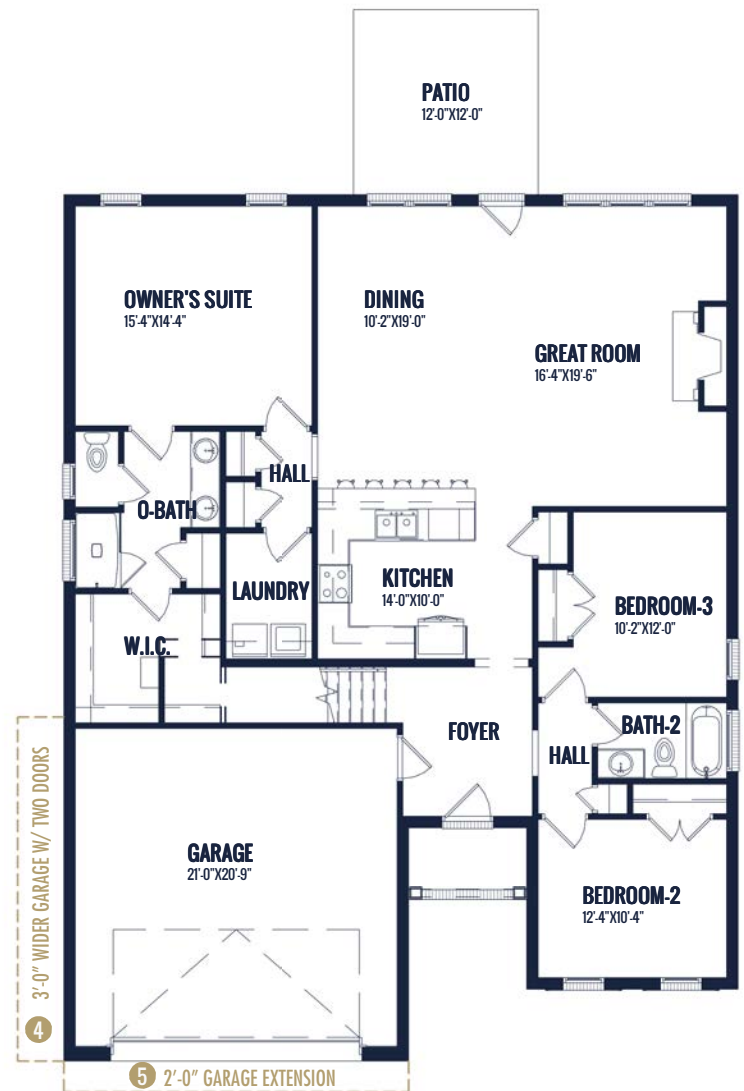 PATIO
12'-0"X12'-0"
OWNER'S SUITE
15'-4"X14'-4"
DINING
10'-2"X19'-0"
GREAT ROOM
16'-4"X19'-6"
HALL
O-BATH
LAUNDRY
KITCHEN
14'-0"X10'-0"
BEDROOM-3
10'-2"X12'-0"
W.I.C.
FOYER
HALL
BATH-2
GARAGE
21'-0"X20'-9"
BEDROOM-2
12'-4"X10'-4"
4 3'-0" WIDER GARAGE W/ TWO DOORS
5 2'-0" GARAGE EXTENSION